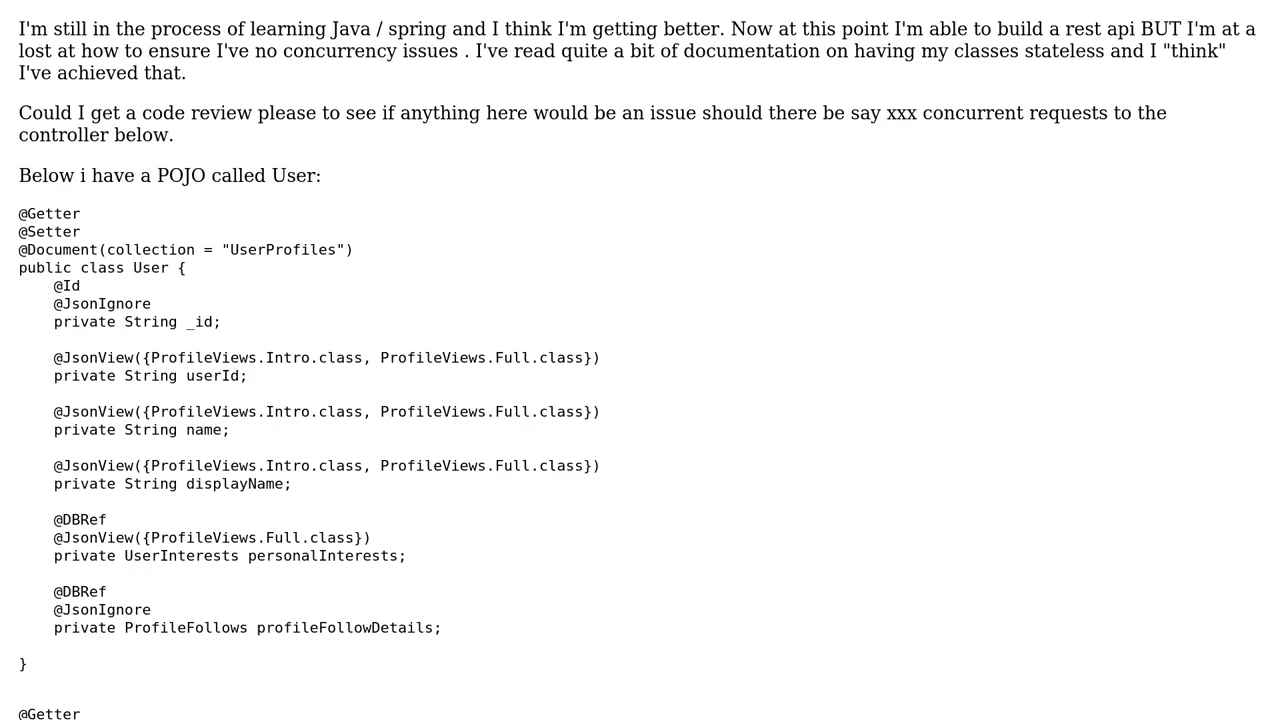 I'm still in the process of learning Java / spring and I think I'm getting better. Now at this point I'm able to build a rest api BUT I'm at a
lost at how to ensure I've no concurrency issues . I've read quite a bit of documentation on having my classes stateless and I "think"
I've achieved that.
Could I get a code review please to see if anything here would be an issue should there be say xxx concurrent requests to the
controller below.
Below i have a POJO called User:
@Getter
@Setter
@Document(collection = "UserProfiles")
public class User {
    @Id
    @JsonIgnore
    private String _id;
    @JsonView({ProfileViews.Intro.class, ProfileViews.Full.class})
    private String userId;
    @JsonView({ProfileViews.Intro.class, ProfileViews.Full.class})
    private String name;
    @JsonView({ProfileViews.Intro.class, ProfileViews.Full.class})
    private String displayName;
    @DBRef
    @JsonView({ProfileViews.Full.class})
    private UserInterests personalInterests;
    @DBRef
    @JsonIgnore
    private ProfileFollows profileFollowDetails;
}
@Getter